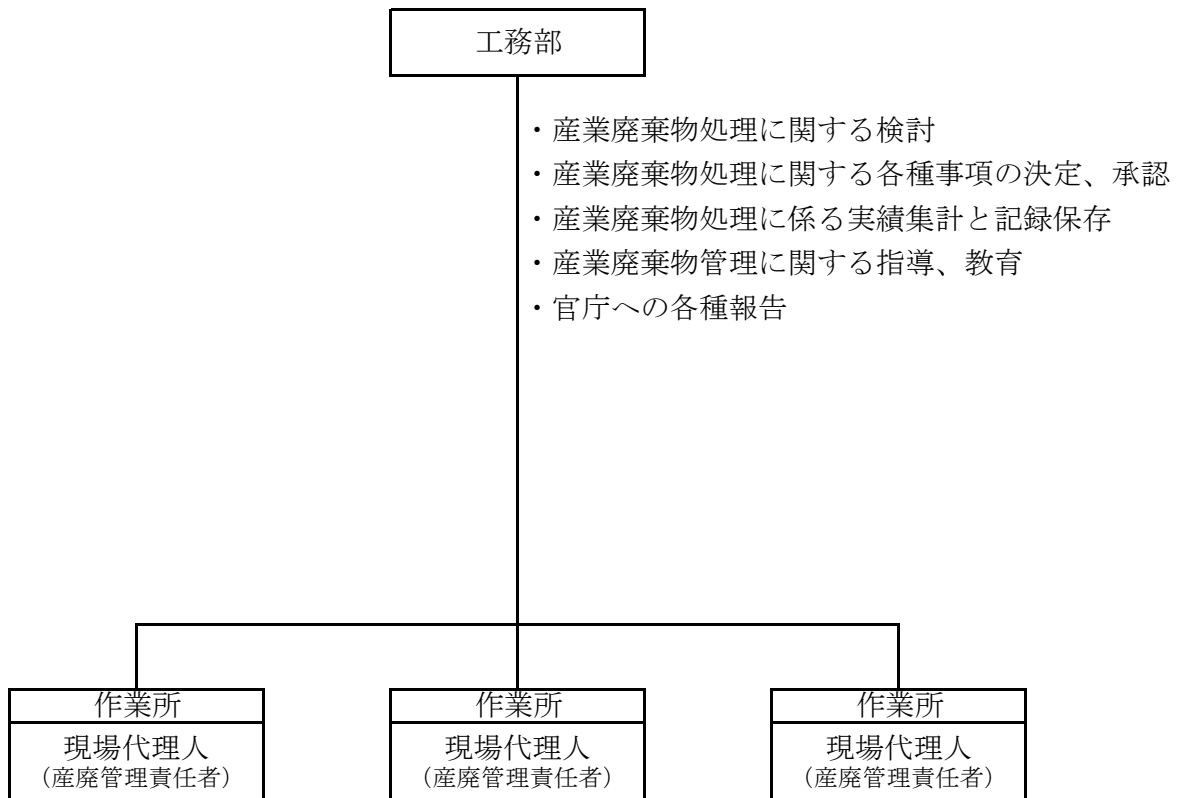 工務部
・産業廃棄物処理に関する検討
・産業廃棄物処理に関する各種事項の決定、承認
・産業廃棄物処理に係る実績集計と記録保存
・産業廃棄物管理に関する指導、教育
・官庁への各種報告
作業所
現場代理人
（産廃管理責任者）
作業所
現場代理人
（産廃管理責任者）
作業所
現場代理人
（産廃管理責任者）